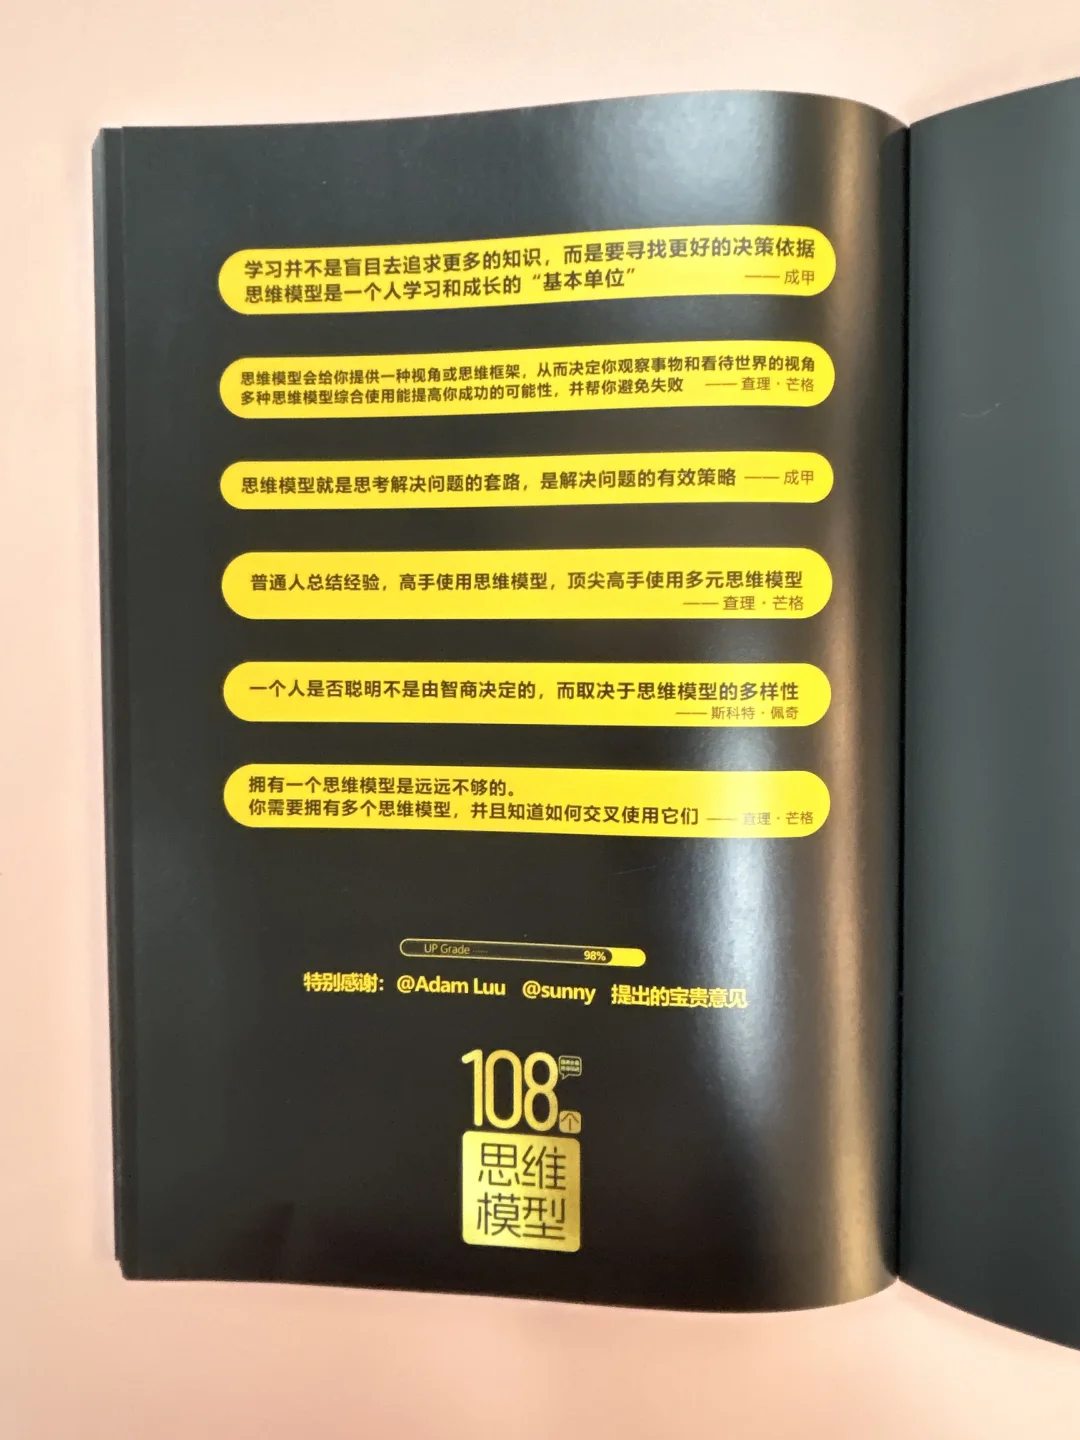 学习并不是盲目去追求更多的知识，而是要寻找更好的决策依据
思维模型是一个人学习和成长的“基本单位” —— 成甲
思维模型会给你提供一种视角或思维框架，从而决定你观察事物和看待世界的视角
多种思维模型综合使用能提高你成功的可能性，并帮你避免失败 —— 查理·芒格
思维模型就是思考解决问题的套路，是解决问题的有效策略 —— 成甲
普通人总结经验，高手使用思维模型，顶尖高手使用多元思维模型
—— 查理·芒格
一个人是否聪明不是由智商决定的，而取决于思维模型的多样性
—— 斯科特·佩奇
拥有一个思维模型是远远不够的。
你需要拥有多个思维模型，并且知道如何交叉使用它们 —— 查理·芒格
UP Grade ...... 98%
特别感谢：@Adam Luu @sunny 提出的宝贵意见
108个
思维
模型